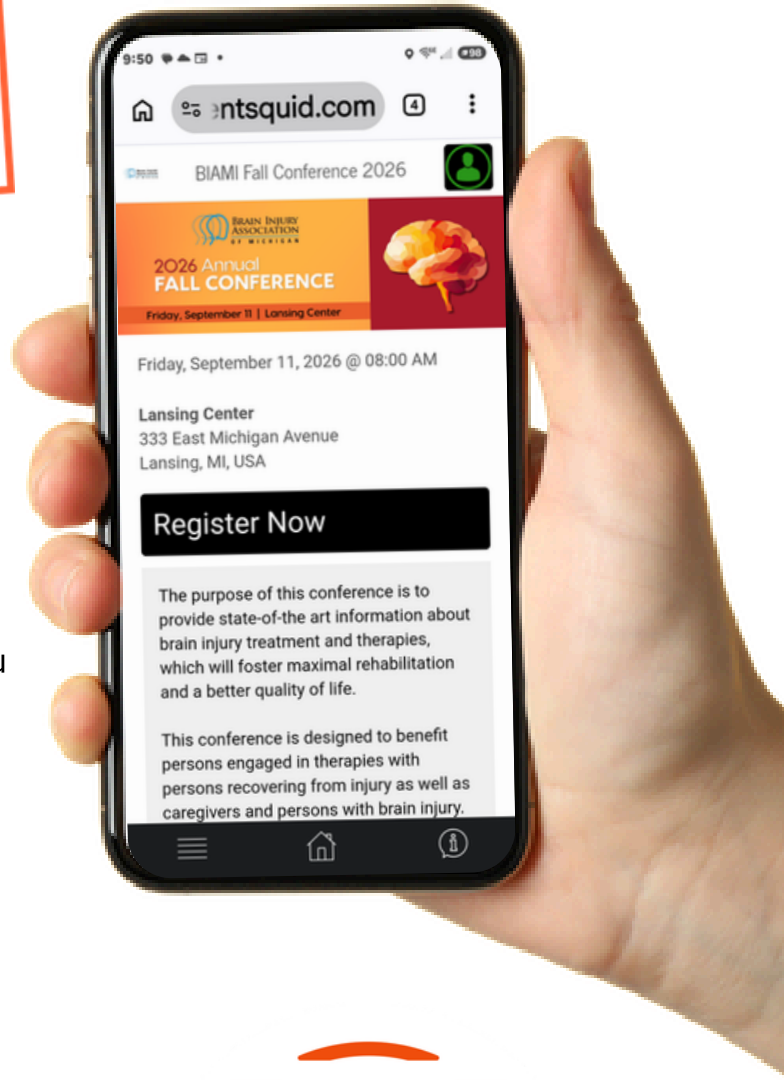 9:50
98
ntsquid.com
4
BIAMI Fall Conference 2026
BRAIN INJURY
ASSOCIATION
OF MICHIGAN
2026 Annual
FALL CONFERENCE
Friday, September 11 | Lansing Center
Friday, September 11, 2026 @ 08:00 AM
Lansing Center
333 East Michigan Avenue
Lansing, MI, USA
Register Now
The purpose of this conference is to
provide state-of-the art information about
brain injury treatment and therapies,
which will foster maximal rehabilitation
and a better quality of life.
This conference is designed to benefit
persons engaged in therapies with
persons recovering from injury as well as
caregivers and persons with brain injury.